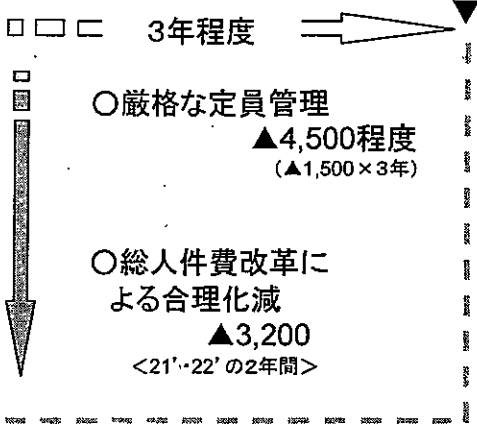 3年程度
○厳格な定員管理
▲4,500程度
(▲1,500×3年)
○総人件費改革に
よる合理化減
▲3,200
<21'・22'の2年間>